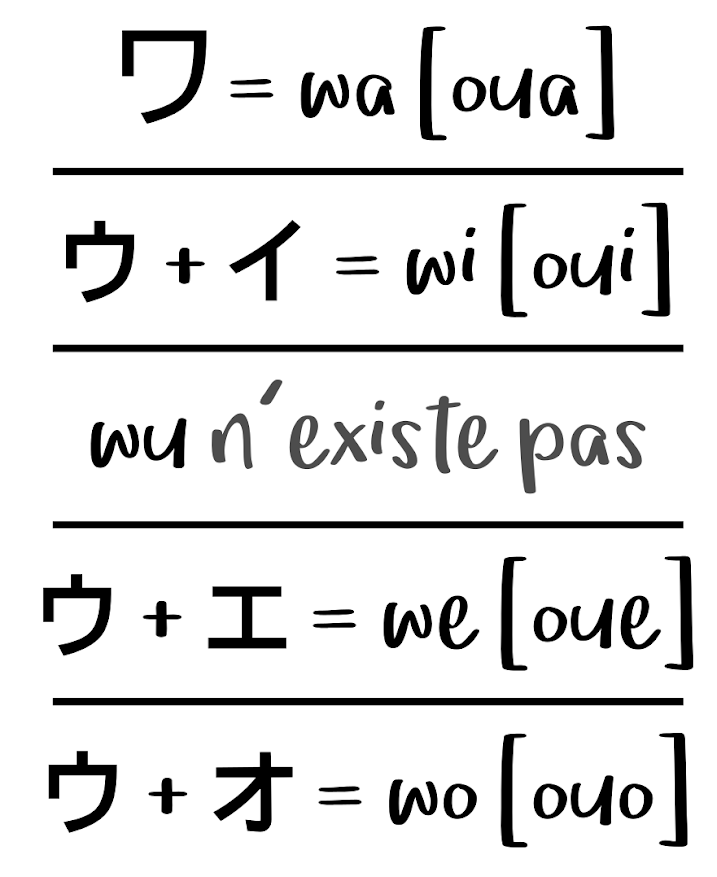 ワ = wa [oua]
ウ + イ = wi [oui]
wu n'existe pas
ウ + エ = we [oue]
ウ + オ = wo [ouo]